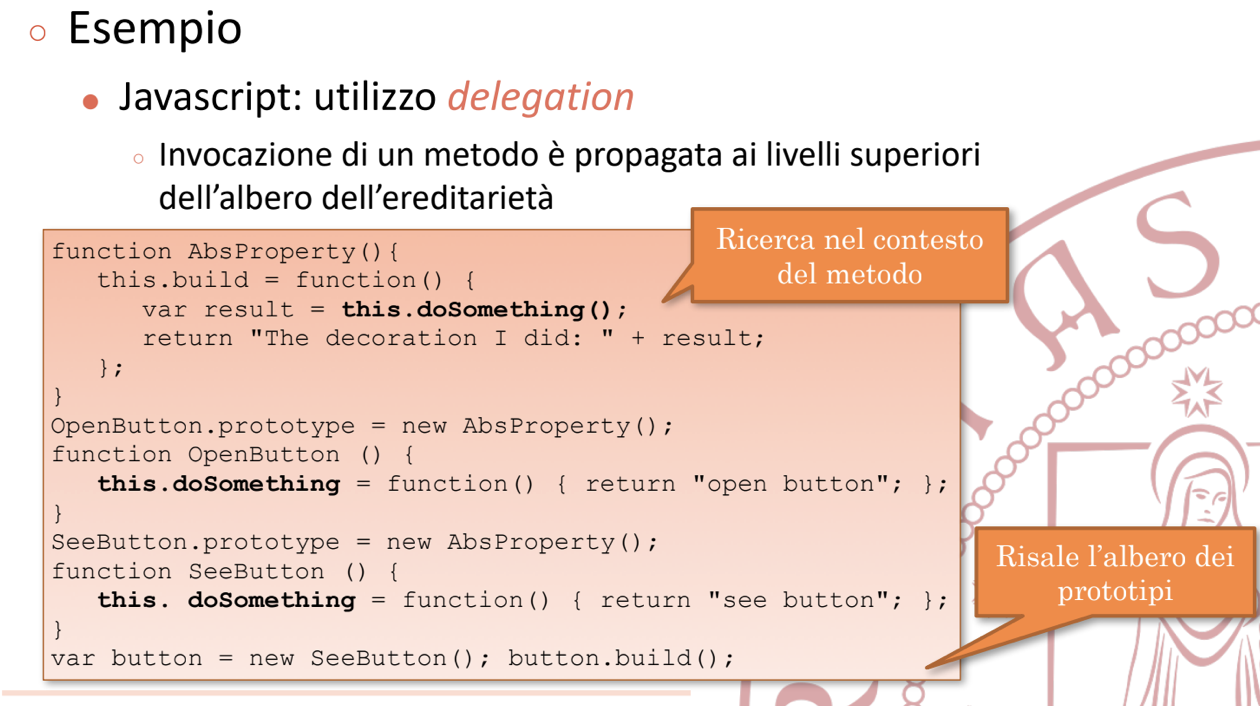 Esempio
Javascript: utilizzo delegation
Invocazione di un metodo è propagata ai livelli superiori
dell'albero dell'ereditarietà
Ricerca nel contesto
del metodo
function AbsProperty(){
   this.build = function() {
      var result = this.doSomething();
      return "The decoration I did: " + result;
   };
}
OpenButton.prototype = new AbsProperty();
function OpenButton () {
   this.doSomething = function() { return "open button"; };
}
SeeButton.prototype = new AbsProperty();
function SeeButton () {
   this. doSomething = function() { return "see button"; };
}
var button = new SeeButton(); button.build();
Risale l'albero dei
prototipi